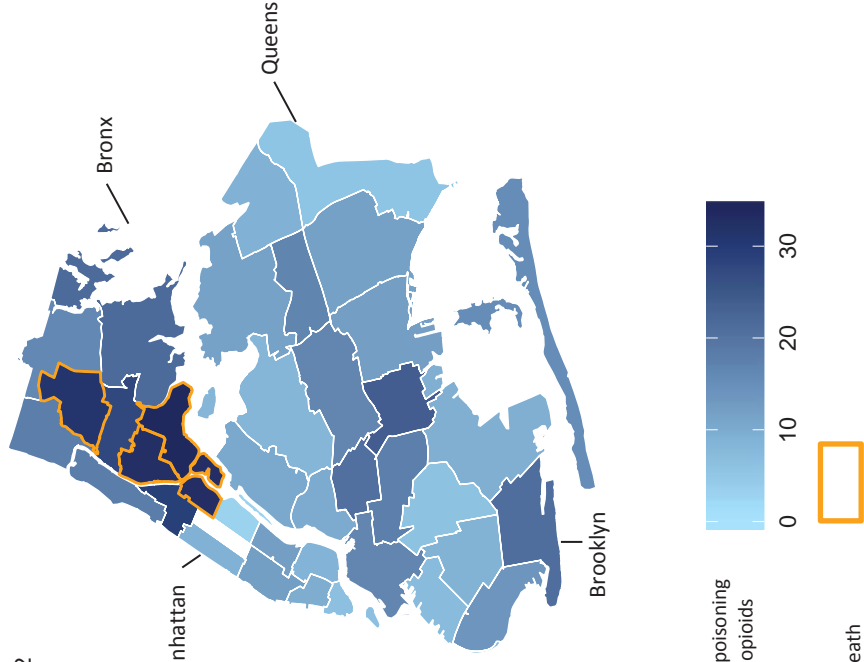 Queens
Bronx
nhattan
Brooklyn
poisoning
opioids
0 10 20 30
eath